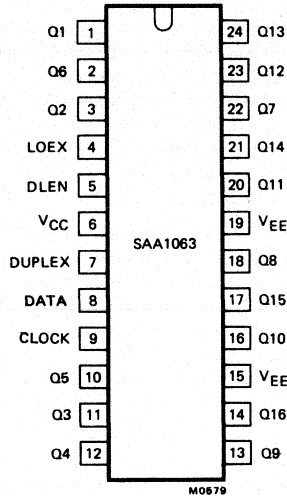 Q1 1 24 Q13
Q6 2 23 Q12
Q2 3 22 Q7
LOEX 4 21 Q14
DLEN 5 20 Q11
VCC 6 19 VEE
SAA1063
DUPLEX 7 18 Q8
DATA 8 17 Q15
CLOCK 9 16 Q10
Q5 10 15 VEE
Q3 11 14 Q16
Q4 12 13 Q9
M0579